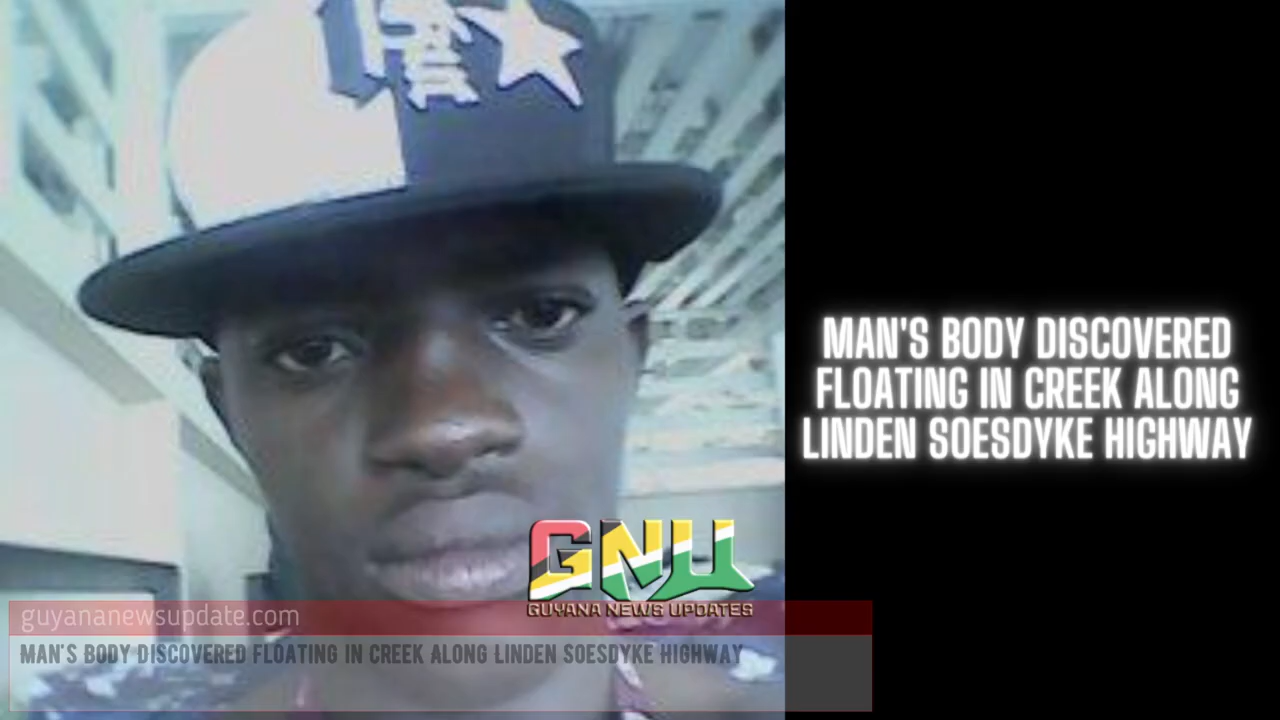 MAN'S BODY DISCOVERED
FLOATING IN CREEK ALONG
LINDEN SOESDYKE HIGHWAY
GNU
GUYANA NEWS UPDATES
guyananewsupdate.com
MAN'S BODY DISCOVERED FLOATING IN CREEK ALONG LINDEN SOESDYKE HIGHWAY